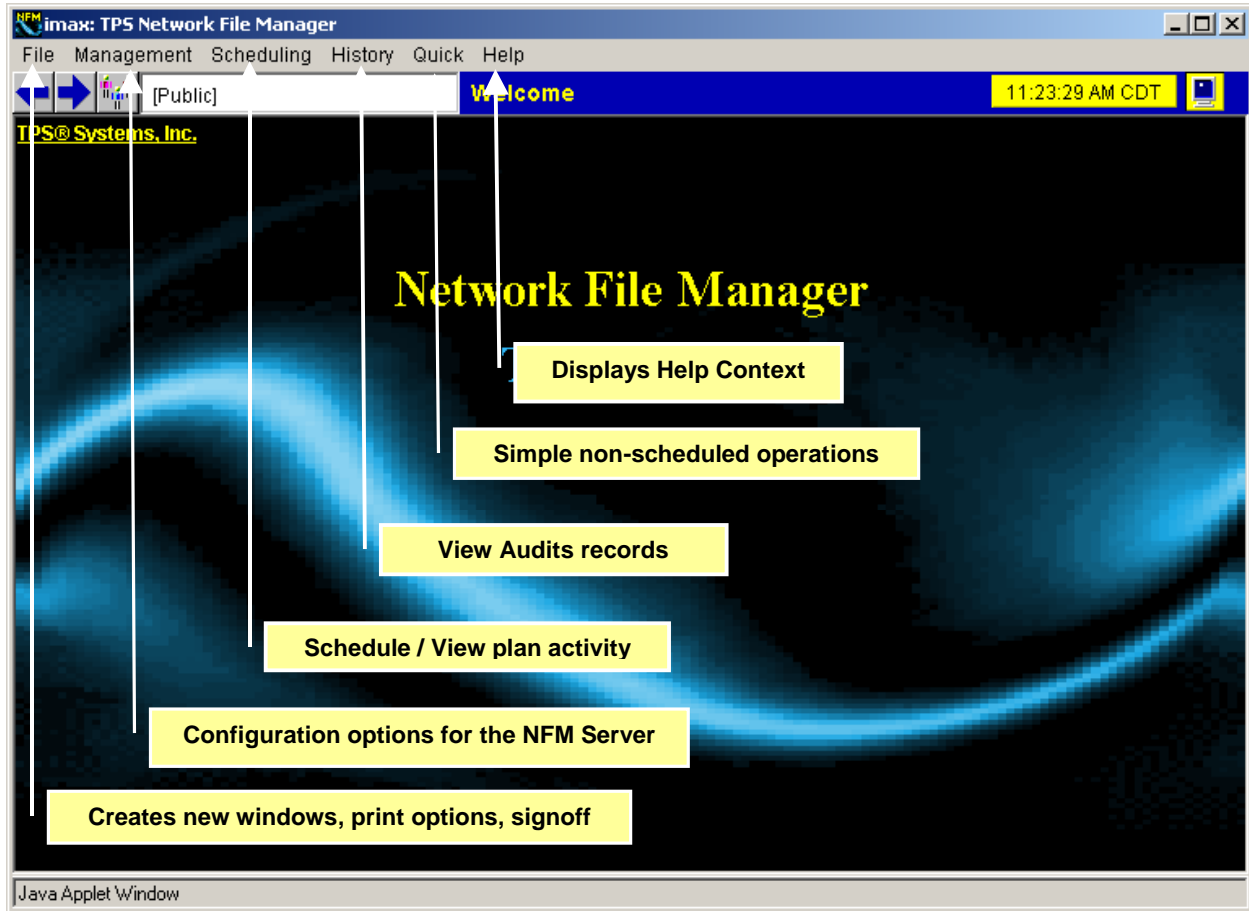 NFM imax: TPS Network File Manager
File Management Scheduling History Quick Help
[Public] Welcome 11:23:29 AM CDT
TPS® Systems, Inc.
Network File Manager
Displays Help Context
Simple non-scheduled operations
View Audits records
Schedule / View plan activity
Configuration options for the NFM Server
Creates new windows, print options, signoff
Java Applet Window